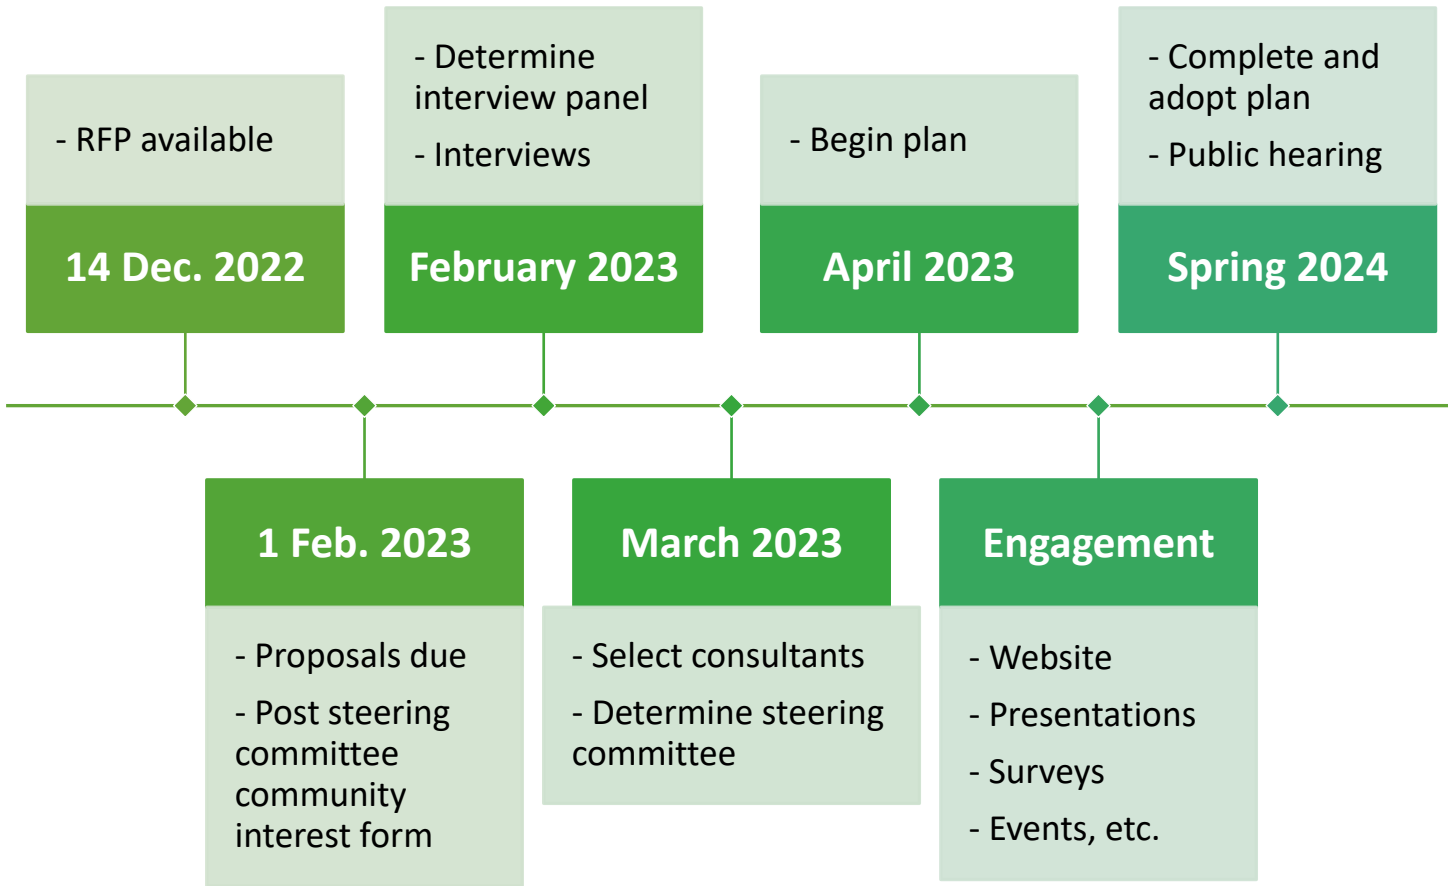 - RFP available
14 Dec. 2022
- Proposals due
- Post steering
committee
community
interest form
1 Feb. 2023
- Determine
interview panel
- Interviews
February 2023
March 2023
- Select consultants
- Determine steering
committee
- Begin plan
April 2023
Engagement
- Website
- Presentations
- Surveys
- Events, etc.
- Complete and
adopt plan
- Public hearing
Spring 2024